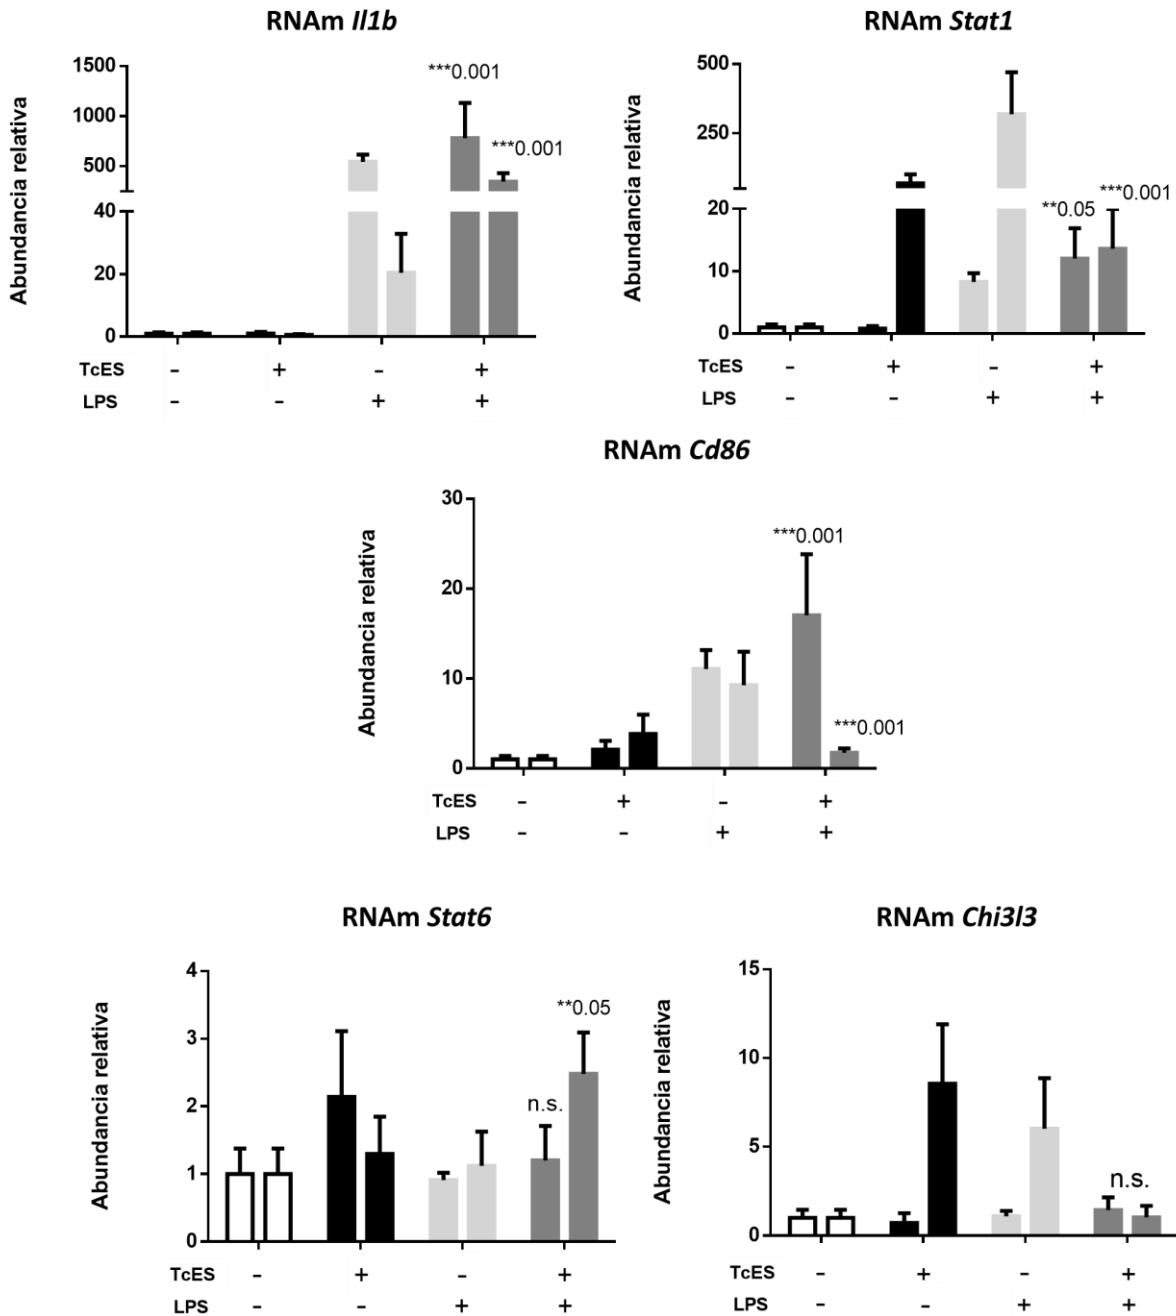 RNAm Il1b
Abundancia relativa
1500
1000
500
40
20
0
***0.001
***0.001
TcES - + - +
LPS - - + +
RNAm Stat1
Abundancia relativa
500
250
20
10
0
**0.05
***0.001
TcES - + - +
LPS - - + +
RNAm Cd86
Abundancia relativa
30
20
10
0
***0.001
***0.001
TcES - + - +
LPS - - + +
RNAm Stat6
Abundancia relativa
4
3
2
1
0
n.s.
**0.05
TcES - + - +
LPS - - + +
RNAm Chi3l3
Abundancia relativa
15
10
5
0
n.s.
TcES - + - +
LPS - - + +